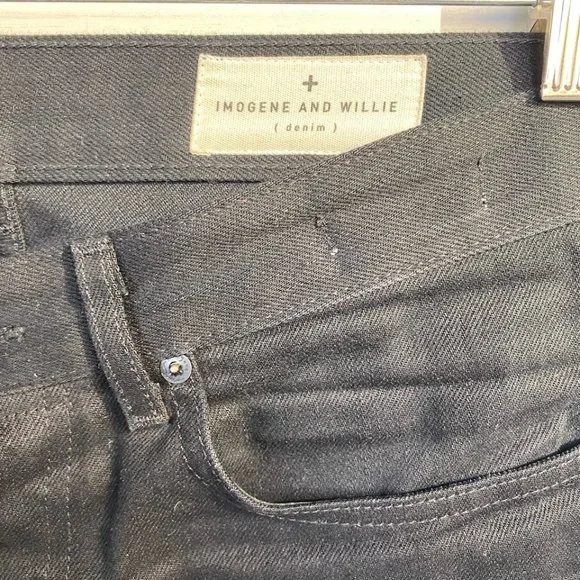 +
IMOGENE AND WILLIE
( denim )